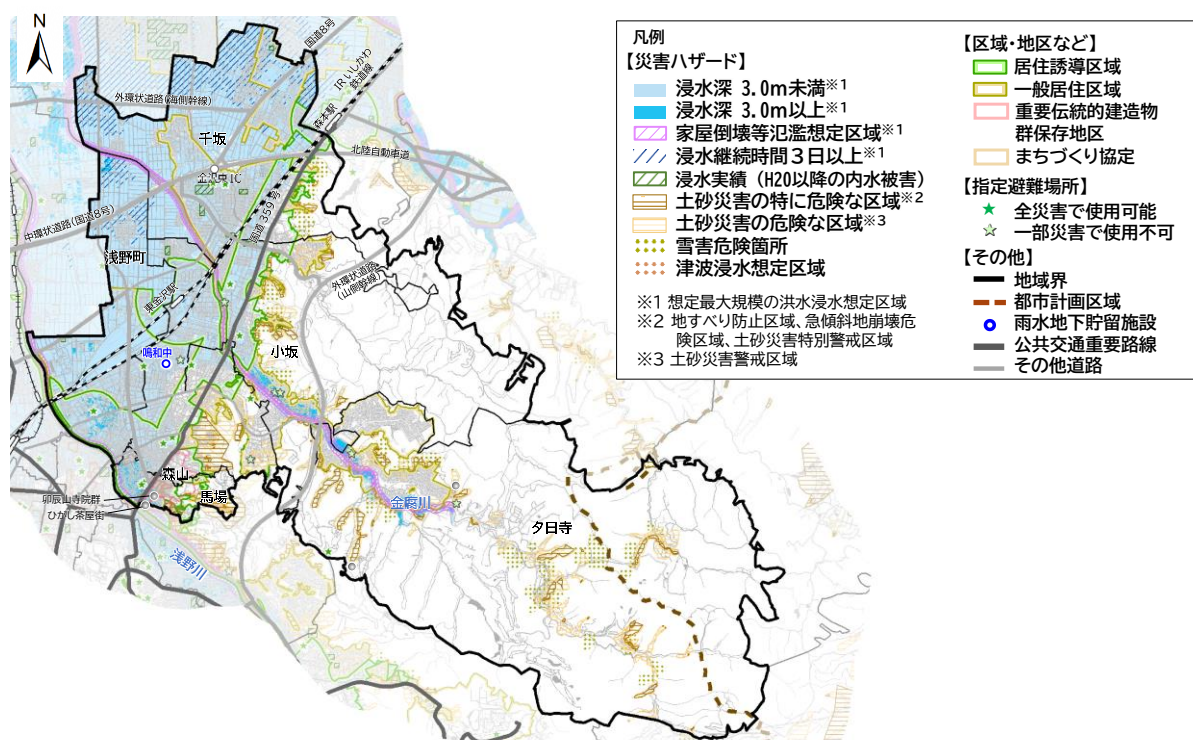 N
国道8号
IRいしかわ
鉄道線
森本駅
外環状道路(海側幹線)
千坂
北陸自動車道
金沢東IC
国道359号
中環状道路(国道8号)
浅野町
外環状道路
(山側幹線)
東金沢駅
鳴和中
小坂
森山
馬場
卯辰山寺院群
ひがし茶屋街
金腐川
夕日寺
浅野川
凡例
【災害ハザード】
浸水深 3.0m未満※1
浸水深 3.0m以上※1
家屋倒壊等氾濫想定区域※1
浸水継続時間3日以上※1
浸水実績(H20以降の内水被害)
土砂災害の特に危険な区域※2
土砂災害の危険な区域※3
雪害危険箇所
津波浸水想定区域
※1 想定最大規模の洪水浸水想定区域
※2 地すべり防止区域、急傾斜地崩壊危
険区域、土砂災害特別警戒区域
※3 土砂災害警戒区域
【区域・地区など】
居住誘導区域
一般居住区域
重要伝統的建造物
群保存地区
まちづくり協定
【指定避難場所】
全災害で使用可能
一部災害で使用不可
【その他】
地域界
都市計画区域
雨水地下貯留施設
公共交通重要路線
その他道路